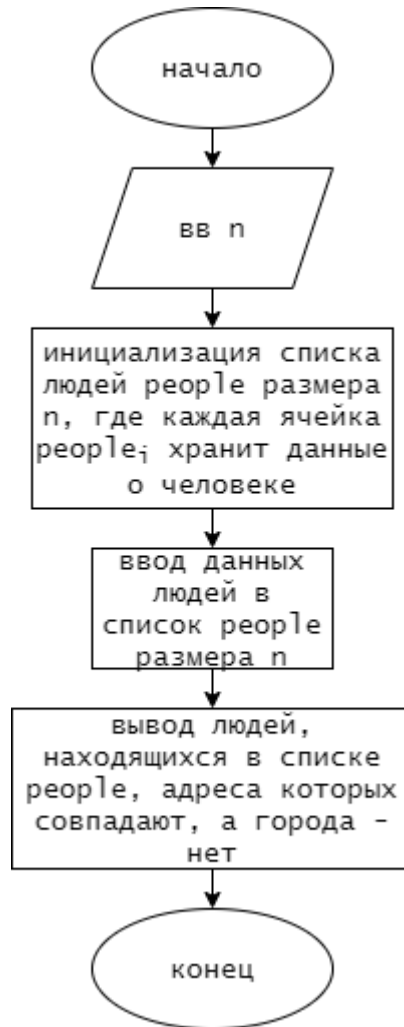 начало
вв n
инициализация списка
людей people размера
n, где каждая ячейка
peopleᵢ хранит данные
о человеке
ввод данных
людей в
список people
размера n
вывод людей,
находящихся в списке
people, адреса которых
совпадают, а города -
нет
конец